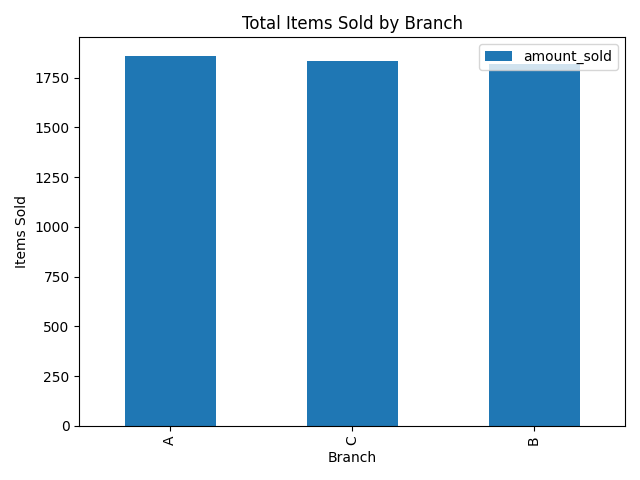 Total Items Sold by Branch
amount_sold
1750
1500
1250
1000
750
500
250
0
Items Sold
A
C
B
Branch